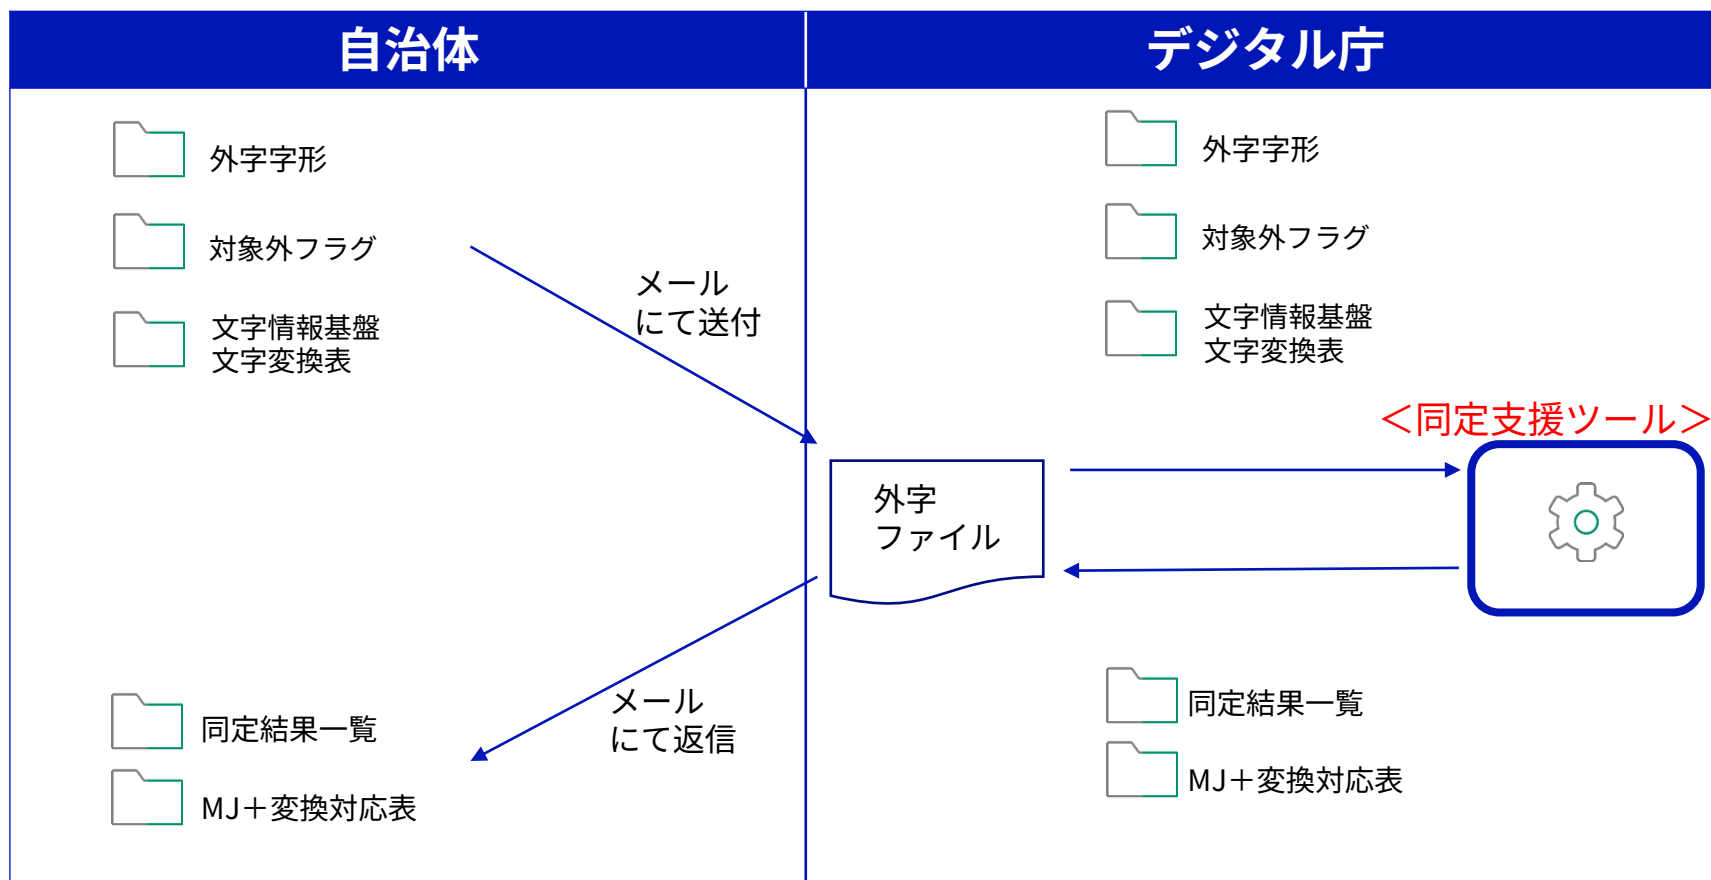 自治体
デジタル庁
外字字形
対象外フラグ
文字情報基盤
文字変換表
メール
にて送付
外字字形
対象外フラグ
文字情報基盤
文字変換表
＜同定支援ツール＞
外字
ファイル
メール
にて返信
同定結果一覧
MJ＋変換対応表
同定結果一覧
MJ＋変換対応表